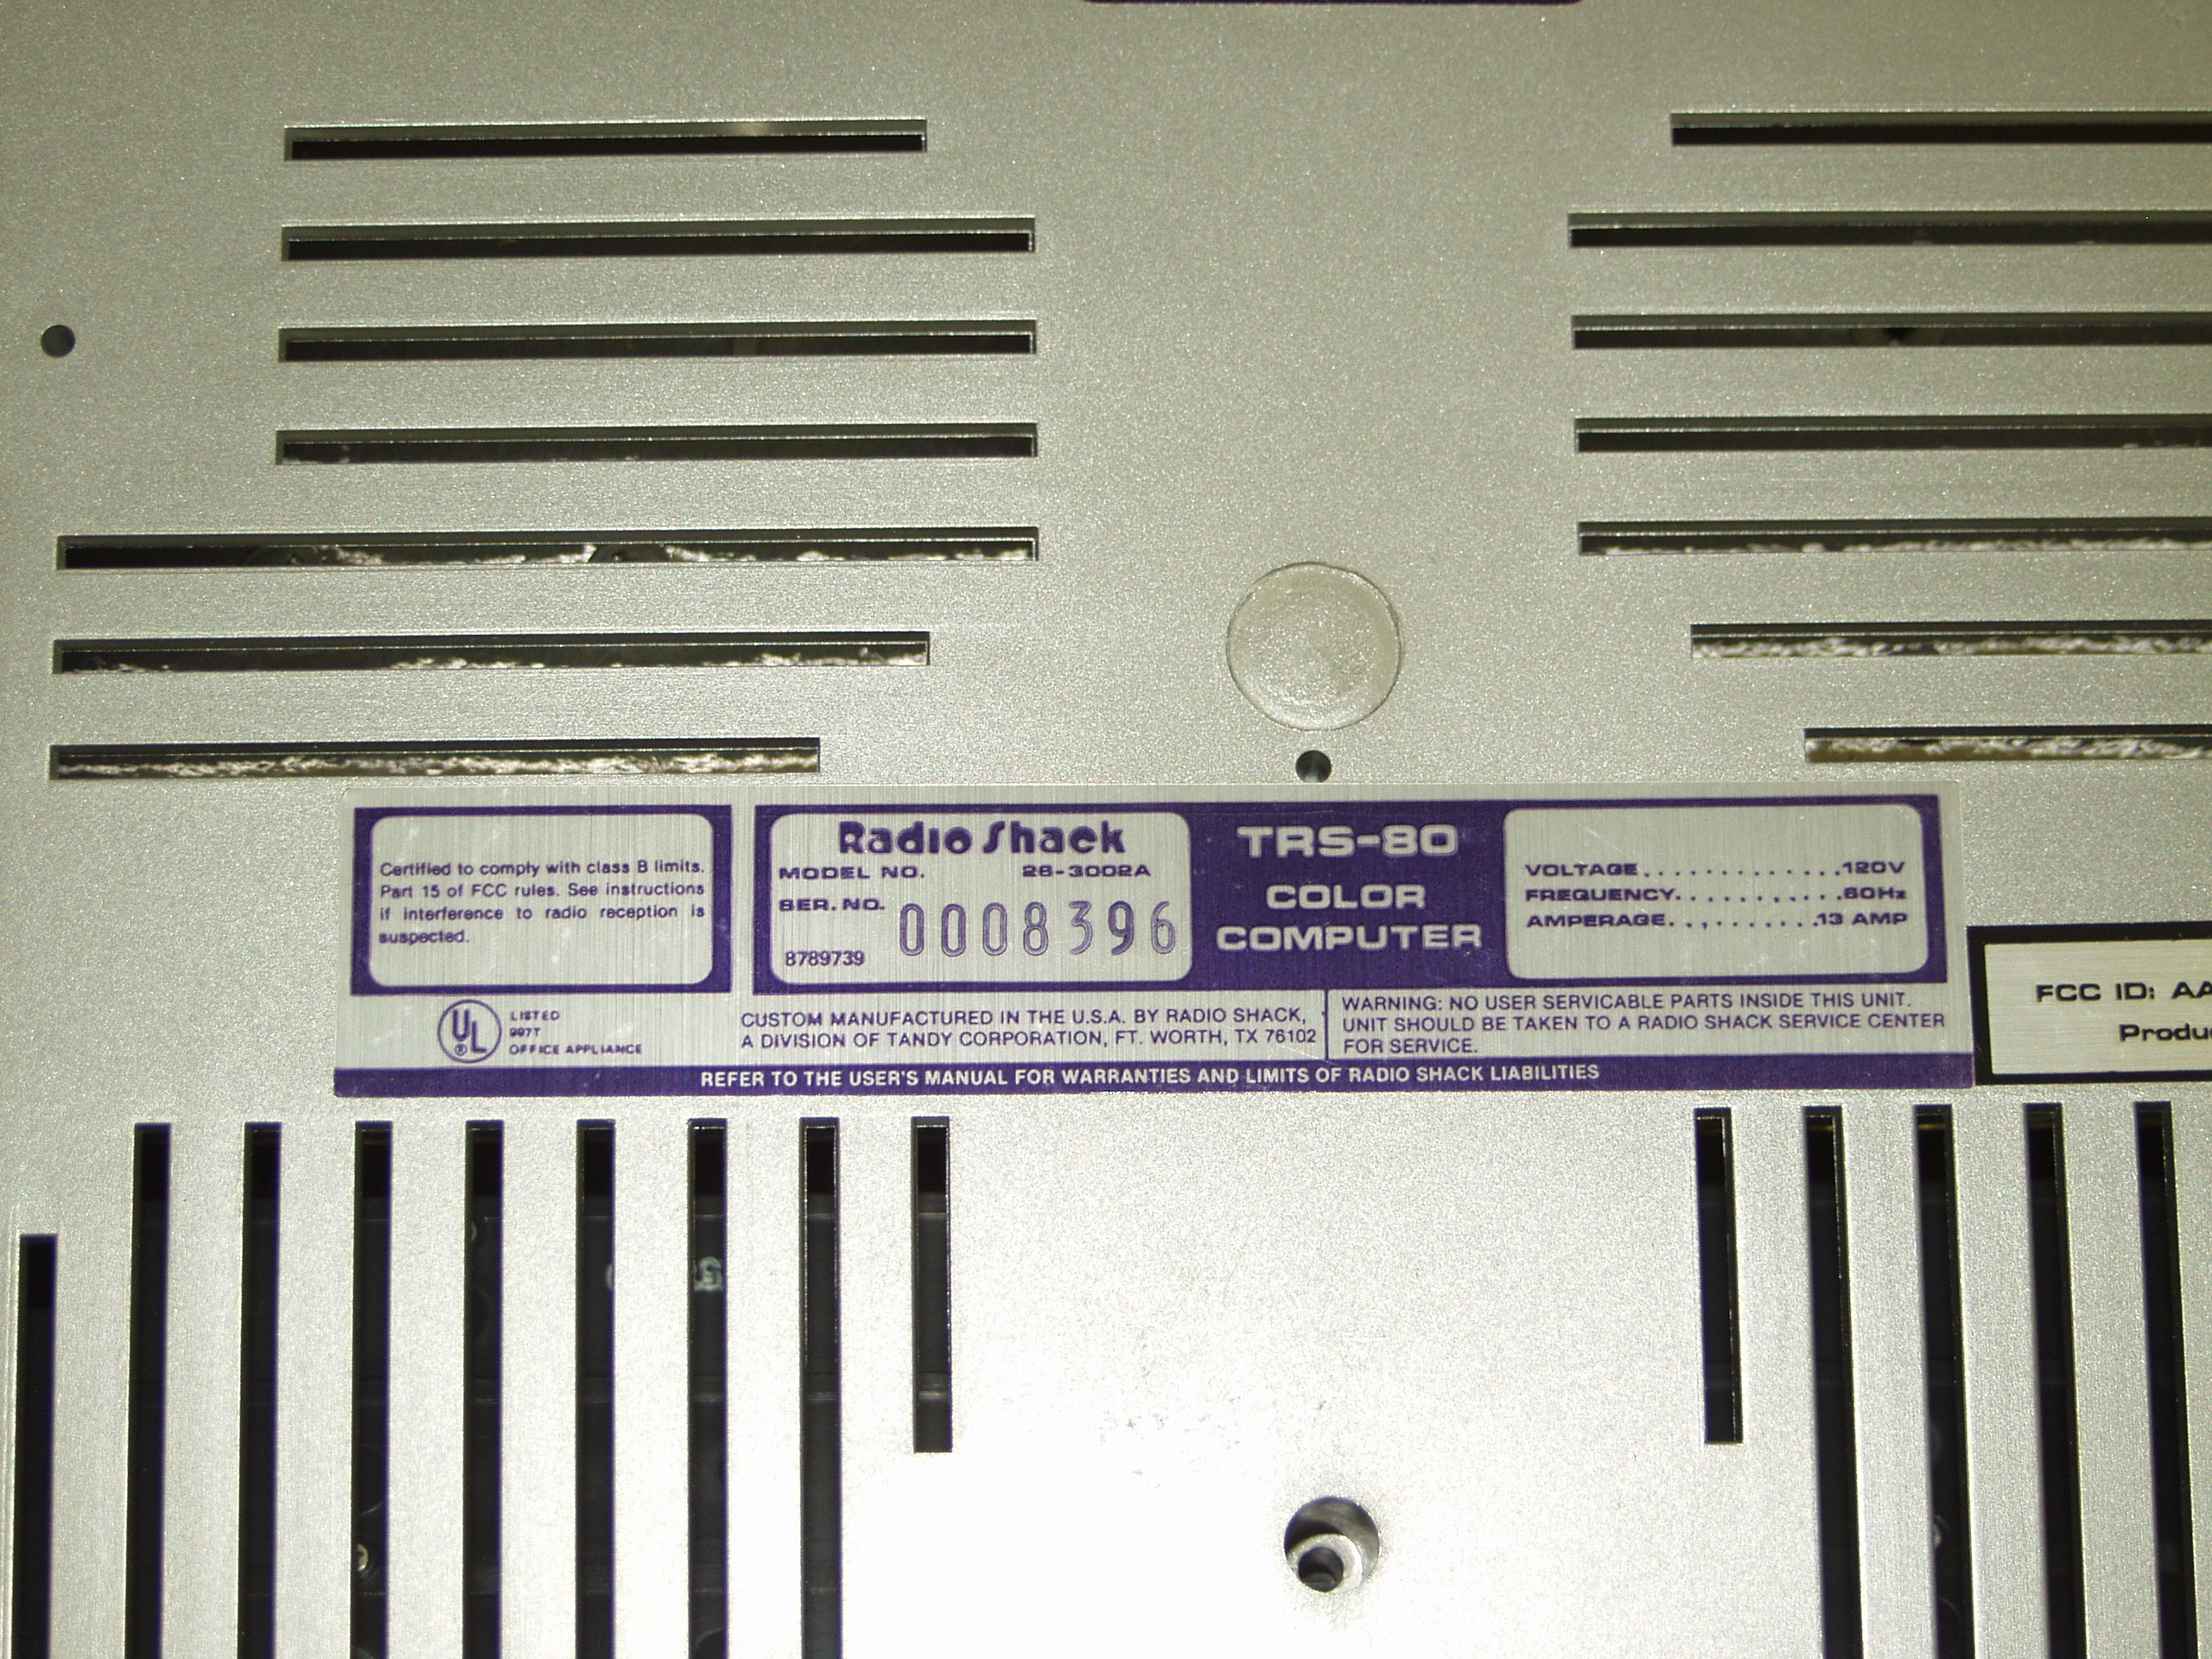 Certified to comply with class B limits.
Part 15 of FCC rules. See instructions
if interference to radio reception is
suspected.
Radio Shack
MODEL NO. 26-3002A
SER. NO. 0008396
8789739
TRS-80
COLOR
COMPUTER
VOLTAGE.............120V
FREQUENCY...........60Hz
AMPERAGE..,.......13 AMP
UL
®
LISTED
997T
OFFICE APPLIANCE
CUSTOM MANUFACTURED IN THE U.S.A. BY RADIO SHACK,
A DIVISION OF TANDY CORPORATION, FT. WORTH, TX 76102
WARNING: NO USER SERVICABLE PARTS INSIDE THIS UNIT.
UNIT SHOULD BE TAKEN TO A RADIO SHACK SERVICE CENTER
FOR SERVICE.
REFER TO THE USER'S MANUAL FOR WARRANTIES AND LIMITS OF RADIO SHACK LIABILITIES
FCC ID: AA
Produ